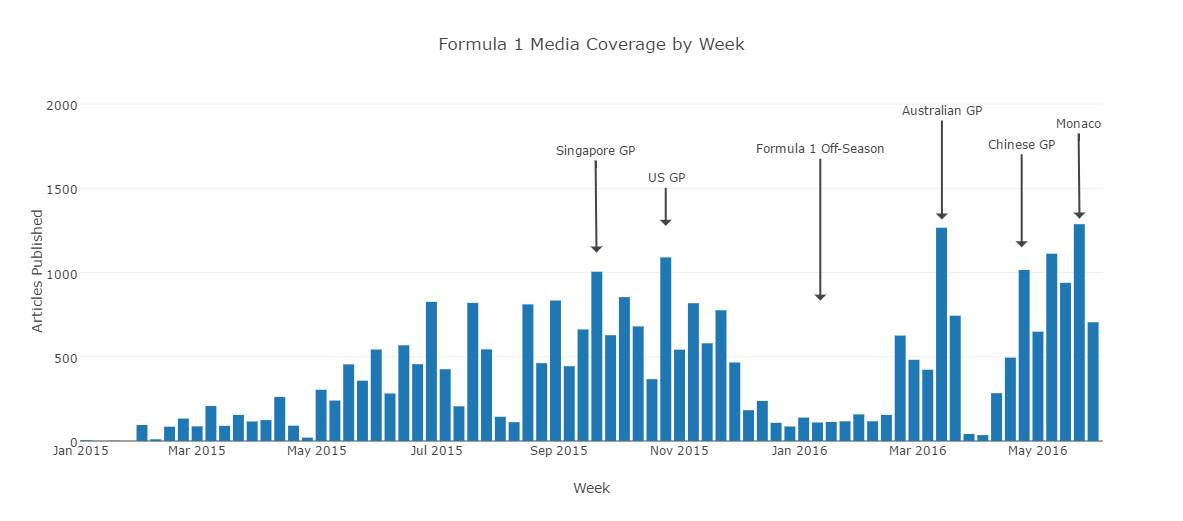 Formula 1 Media Coverage by Week
2000
Australian GP
Monaco
Chinese GP
Formula 1 Off-Season
Singapore GP
US GP
1500
Articles Published
1000
500
0
Jan 2015 Mar 2015 May 2015 Jul 2015 Sep 2015 Nov 2015 Jan 2016 Mar 2016 May 2016
Week